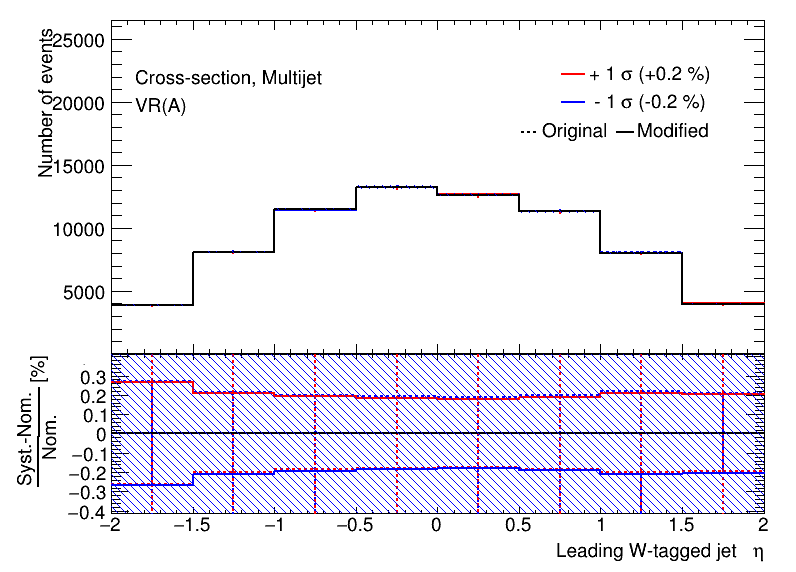 Number of events
25000
20000
15000
10000
5000
Cross-section, Multijet
VR(A)
+ 1 σ (+0.2 %)
- 1 σ (-0.2 %)
Original
Modified
Syst.-Nom.
Nom.
[%]
0.3
0.2
0.1
0
−0.1
−0.2
−0.3
−0.4
−2 −1.5 −1 −0.5 0 0.5 1 1.5 2
Leading W-tagged jet η